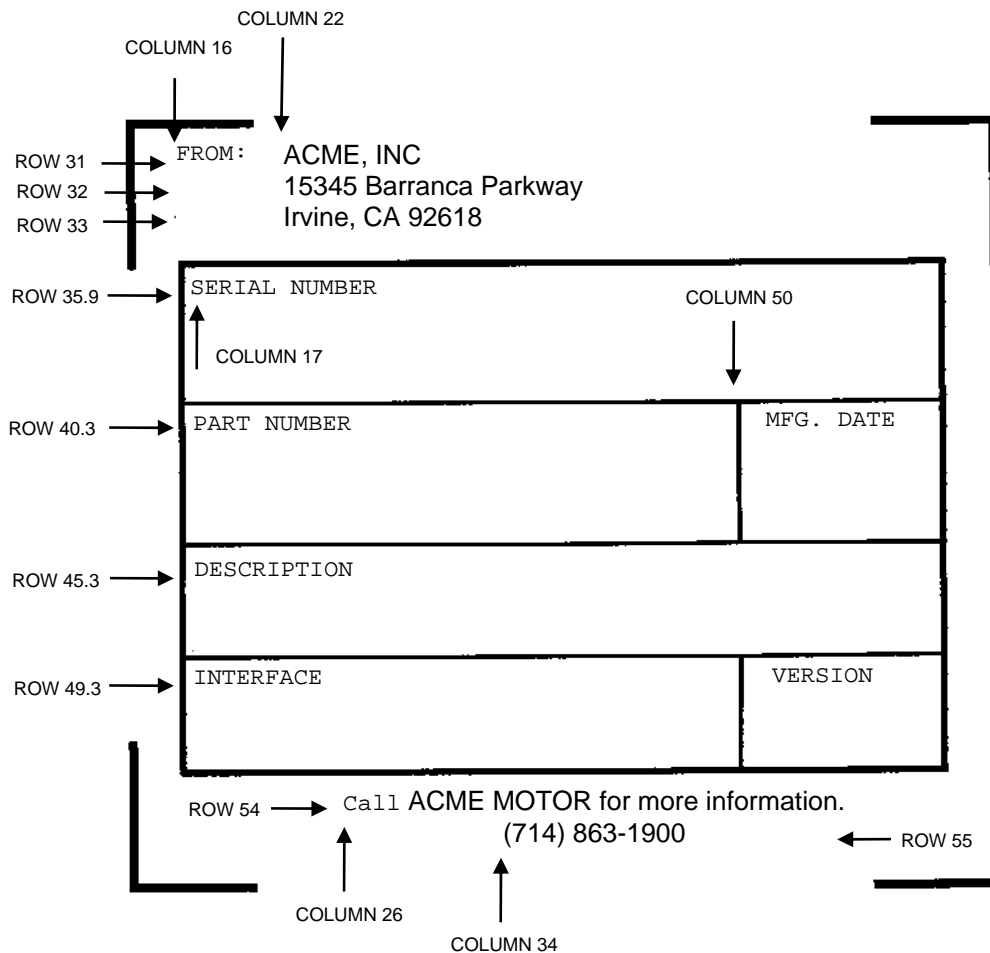 COLUMN 22
COLUMN 16
ROW 31 FROM: ACME, INC
ROW 32 15345 Barranca Parkway
ROW 33 Irvine, CA 92618
ROW 35.9 SERIAL NUMBER
COLUMN 50
COLUMN 17
ROW 40.3 PART NUMBER MFG. DATE
ROW 45.3 DESCRIPTION
ROW 49.3 INTERFACE VERSION
ROW 54 Call ACME MOTOR for more information.
(714) 863-1900 ROW 55
COLUMN 26
COLUMN 34